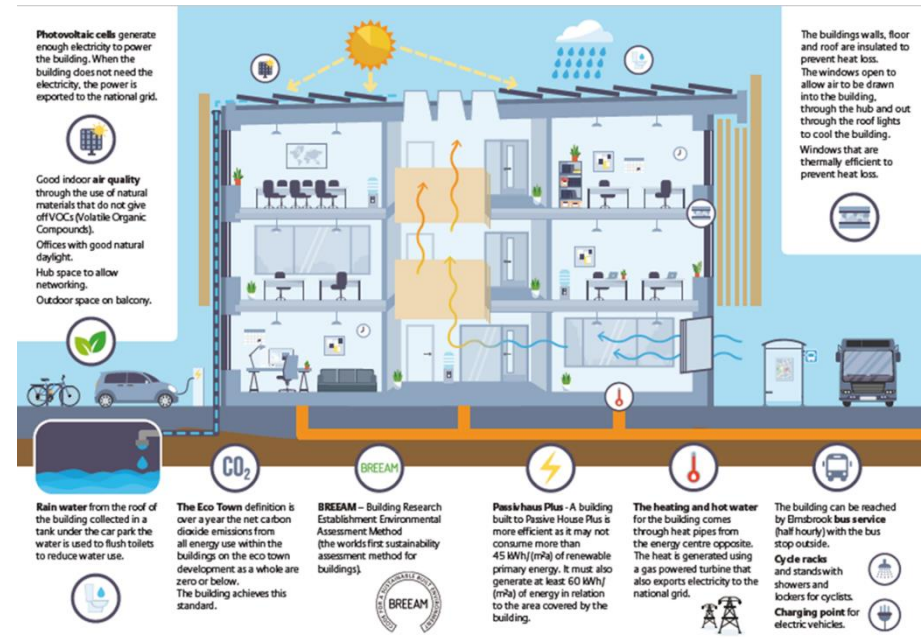 Photovoltaic cells generate
enough electricity to power
the building. When the
building does not need the
electricity, the power is
exported to the national grid.
Good indoor air quality
through the use of natural
materials that do not give
off VOCs (Volatile Organic
Compounds).
Offices with good natural
daylight.
Hub space to allow
networking.
Outdoor space on balcony.
The buildings walls, floor
and roof are insulated to
prevent heat loss.
The windows open to
allow air to be drawn
into the building,
through the hub and out
through the roof lights
to cool the building.
Windows that are
thermally efficient to
prevent heat loss.
Rain water from the roof of
the building collected in a
tank under the car park the
water is used to flush toilets
to reduce water use.
CO₂
The Eco Town definition is
over a year the net carbon
dioxide emissions from
all energy use within the
buildings on the eco town
development as a whole are
zero or below.
The building achieves this
standard.
BREEAM
BREEAM – Building Research
Establishment Environmental
Assessment Method
(the worlds first sustainability
assessment method for
buildings).
CODE FOR A SUSTAINABLE BUILT ENVIRONMENT
BREEAM
Passivhaus Plus - A building
built to Passive House Plus is
more efficient as it may not
consume more than
45 kWh/(m²a) of renewable
primary energy. It must also
generate at least 60 kWh/
(m²a) of energy in relation
to the area covered by the
building.
The heating and hot water
for the building comes
through heat pipes from
the energy centre opposite.
The heat is generated using
a gas powered turbine that
also exports electricity to the
national grid.
The building can be reached
by Elmsbrook bus service
(half hourly) with the bus
stop outside.
Cycle racks
and stands with
showers and
lockers for cyclists.
Charging point for
electric vehicles.